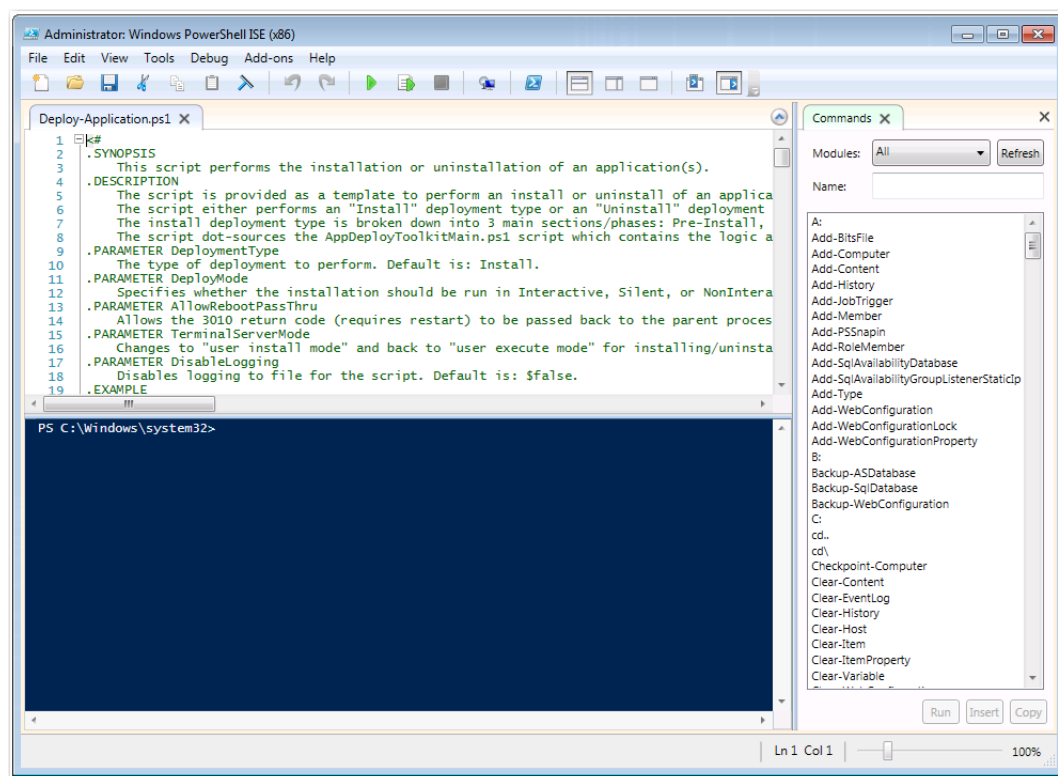 Administrator: Windows PowerShell ISE (x86)
File Edit View Tools Debug Add-ons Help
Deploy-Application.ps1
1 <#
2 .SYNOPSIS
3 This script performs the installation or uninstallation of an application(s).
4 .DESCRIPTION
5 The script is provided as a template to perform an install or uninstall of an applica
6 The script either performs an "Install" deployment type or an "Uninstall" deployment
7 The install deployment type is broken down into 3 main sections/phases: Pre-Install,
8 The script dot-sources the AppDeployToolkitMain.ps1 script which contains the logic a
9 .PARAMETER DeploymentType
10 The type of deployment to perform. Default is: Install.
11 .PARAMETER DeployMode
12 Specifies whether the installation should be run in Interactive, Silent, or NonIntera
13 .PARAMETER AllowRebootPassThru
14 Allows the 3010 return code (requires restart) to be passed back to the parent proces
15 .PARAMETER TerminalServerMode
16 Changes to "user install mode" and back to "user execute mode" for installing/uninsta
17 .PARAMETER DisableLogging
18 Disables logging to file for the script. Default is: $false.
19 .EXAMPLE
PS C:\Windows\system32>
Commands
Modules: All Refresh
Name:
A:
Add-BitsFile
Add-Computer
Add-Content
Add-History
Add-JobTrigger
Add-Member
Add-PSSnapin
Add-RoleMember
Add-SqlAvailabilityDatabase
Add-SqlAvailabilityGroupListenerStaticIp
Add-Type
Add-WebConfiguration
Add-WebConfigurationLock
Add-WebConfigurationProperty
B:
Backup-ASDatabase
Backup-SqlDatabase
Backup-WebConfiguration
C:
cd..
cd\
Checkpoint-Computer
Clear-Content
Clear-EventLog
Clear-History
Clear-Host
Clear-Item
Clear-ItemProperty
Clear-Variable
Run Insert Copy
Ln 1 Col 1 100%